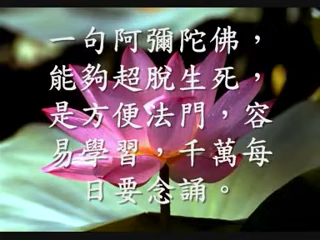 一句阿彌陀佛，
能夠超脫生死，
是方便法門，容
易學習，千萬每
日要念誦。